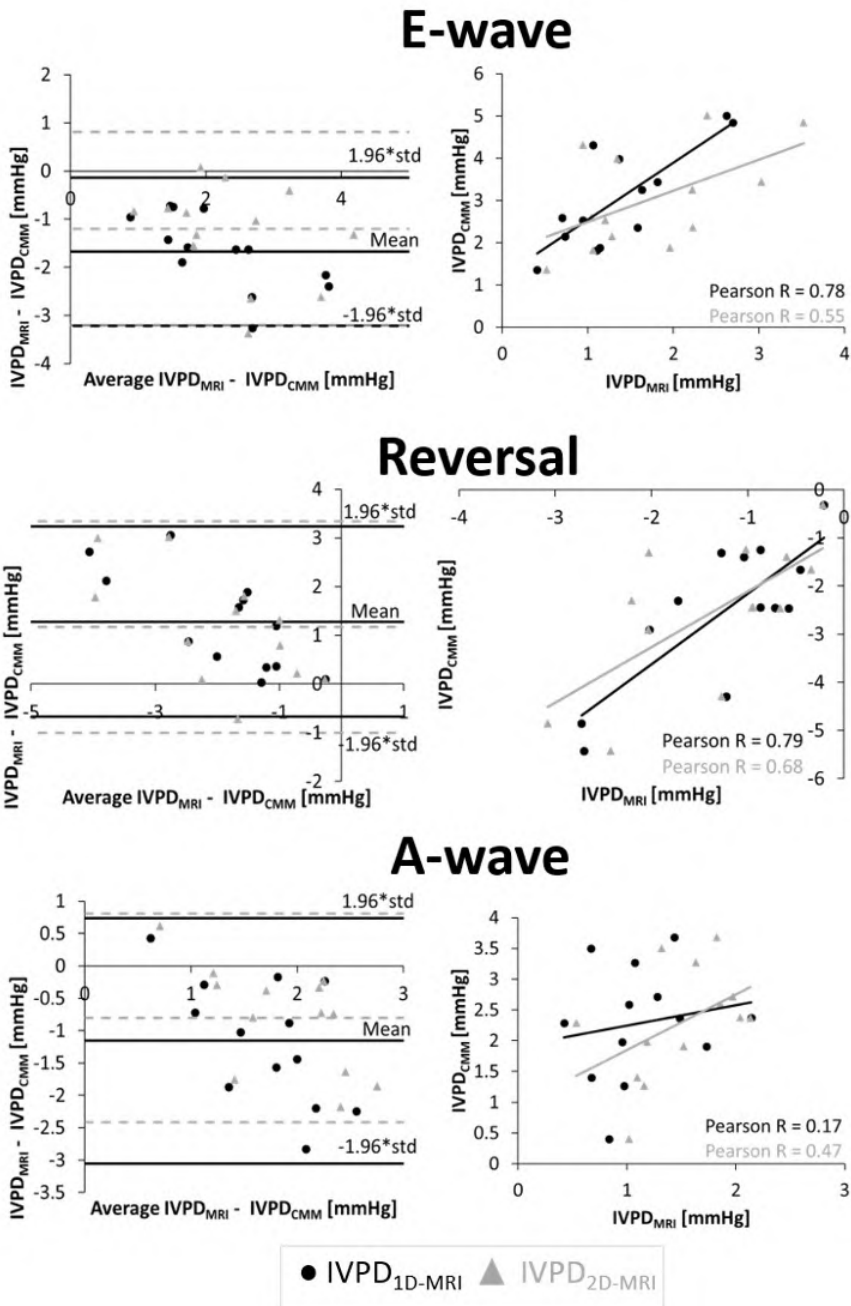 E-wave
2
1
0
-1
-2
-3
-4
2
4
1.96*std
Mean
-1.96*std
IVPD_MRI - IVPD_CMM [mmHg]
Average IVPD_MRI - IVPD_CMM [mmHg]
6
5
4
3
2
1
0
0
1
2
3
4
IVPD_CMM [mmHg]
Pearson R = 0.78
Pearson R = 0.55
IVPD_MRI [mmHg]
Reversal
4
3
2
1
0
-1
-2
-5
-3
-1
1
1.96*std
Mean
-1.96*std
IVPD_MRI - IVPD_CMM [mmHg]
Average IVPD_MRI - IVPD_CMM [mmHg]
-4
-3
-2
-1
0
0
-1
-2
-3
-4
-5
-6
IVPD_CMM [mmHg]
Pearson R = 0.79
Pearson R = 0.68
IVPD_MRI [mmHg]
A-wave
1
0.5
0
-0.5
-1
-1.5
-2
-2.5
-3
-3.5
0
1
2
3
1.96*std
Mean
-1.96*std
IVPD_MRI - IVPD_CMM [mmHg]
Average IVPD_MRI - IVPD_CMM [mmHg]
4
3.5
3
2.5
2
1.5
1
0.5
0
0
1
2
IVPD_CMM [mmHg]
Pearson R = 0.17
Pearson R = 0.47
IVPD_MRI [mmHg]
IVPD_1D-MRI IVPD_2D-MRI